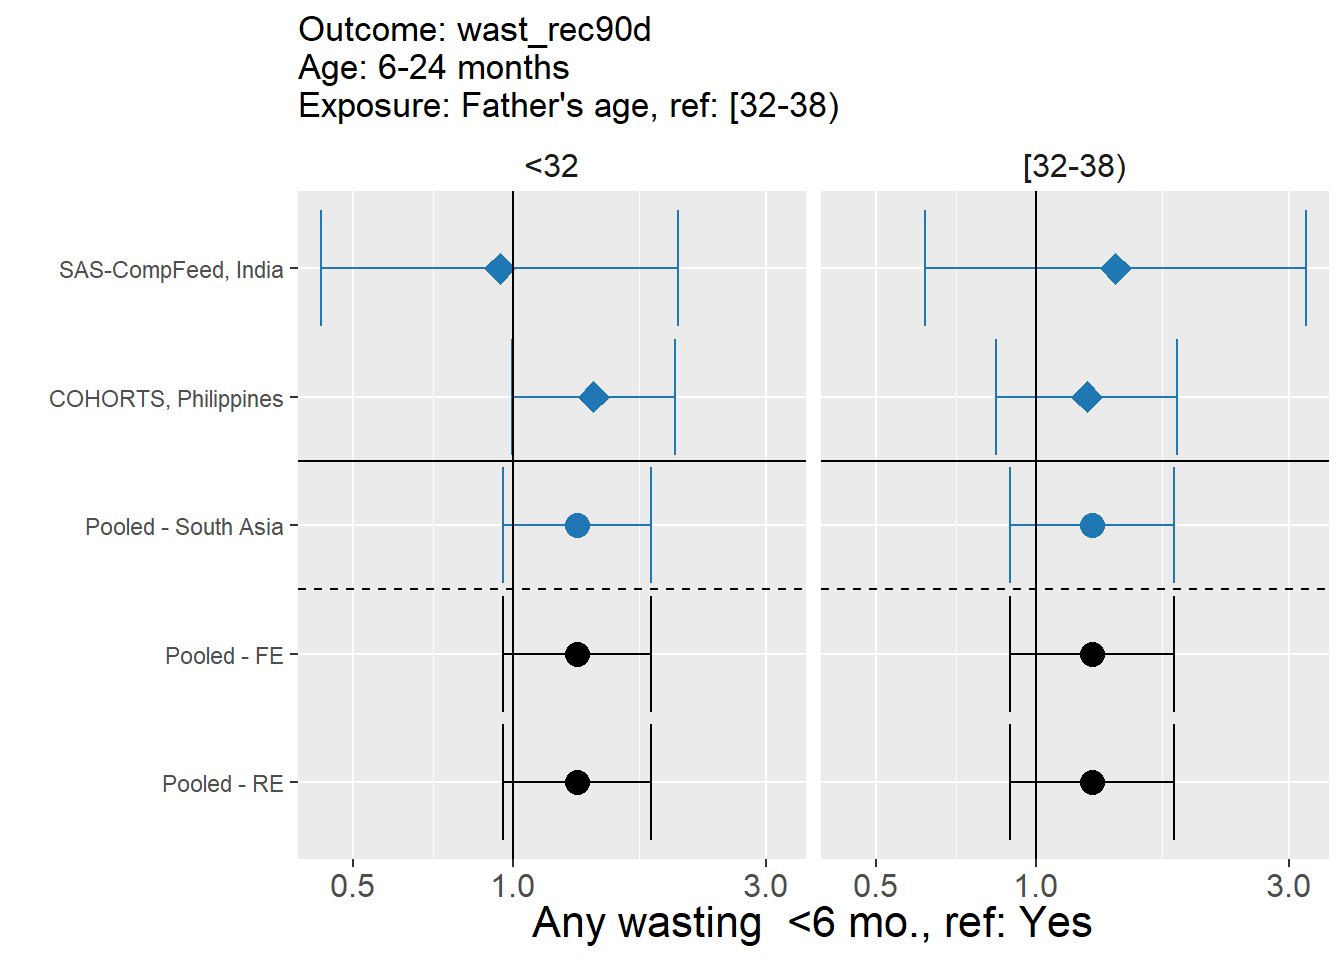 Outcome: wast_rec90d
Age: 6-24 months
Exposure: Father's age, ref: [32-38)
<32 [32-38)
SAS-CompFeed, India
COHORTS, Philippines
Pooled - South Asia
Pooled - FE
Pooled - RE
0.5 1.0 3.0 0.5 1.0 3.0
Any wasting  <6 mo., ref: Yes